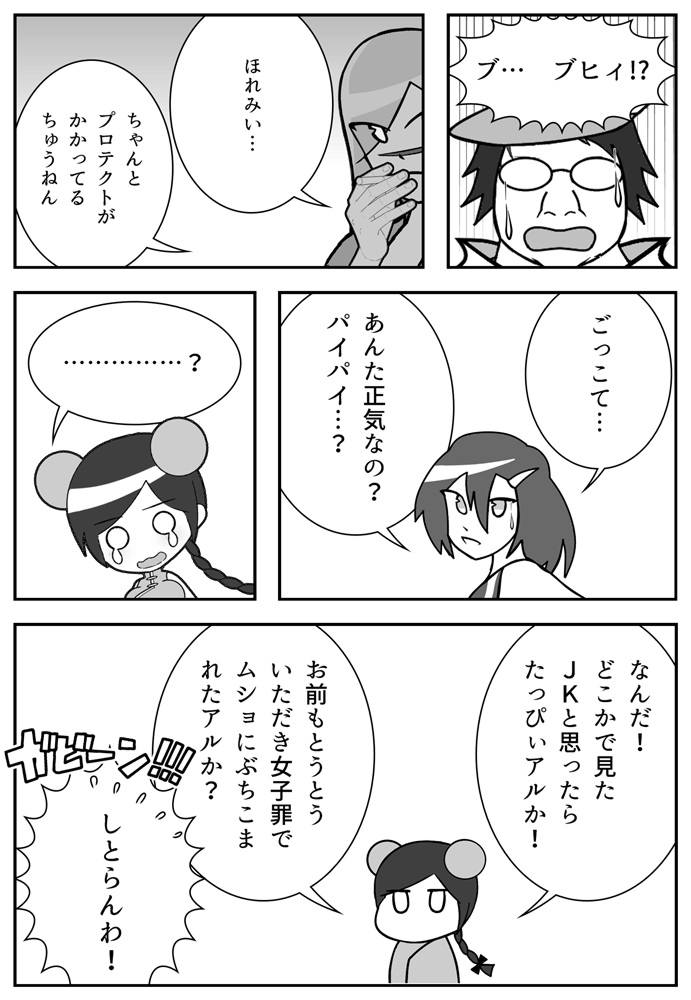 ブ… ブヒィ!?
ほれみい…
ちゃんと
プロテクトが
かかってる
ちゅうねん
ごっこて…
あんた正気なの？
パイパイ…？
……………？
なんだ！
どこかで見た
ＪＫと思ったら
たっぴぃアルか！
お前もとうとう
いただき女子罪で
ムショにぶちこま
れたアルか？
ガビーン!!!
しとらんわ！